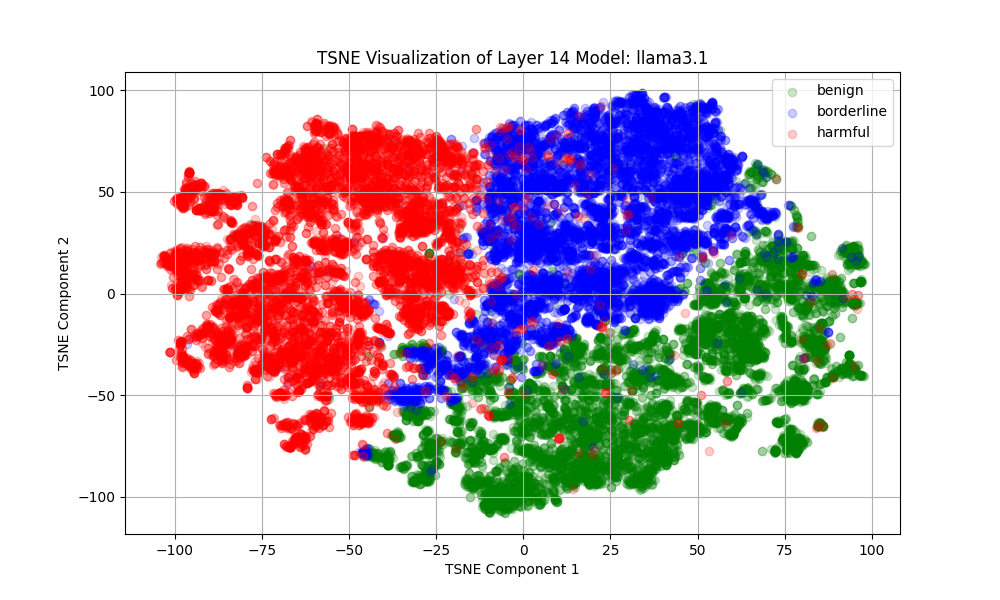 TSNE Visualization of Layer 14 Model: llama3.1
benign
borderline
harmful
TSNE Component 2
100
50
0
−50
−100
−100
−75
−50
−25
0
25
50
75
100
TSNE Component 1